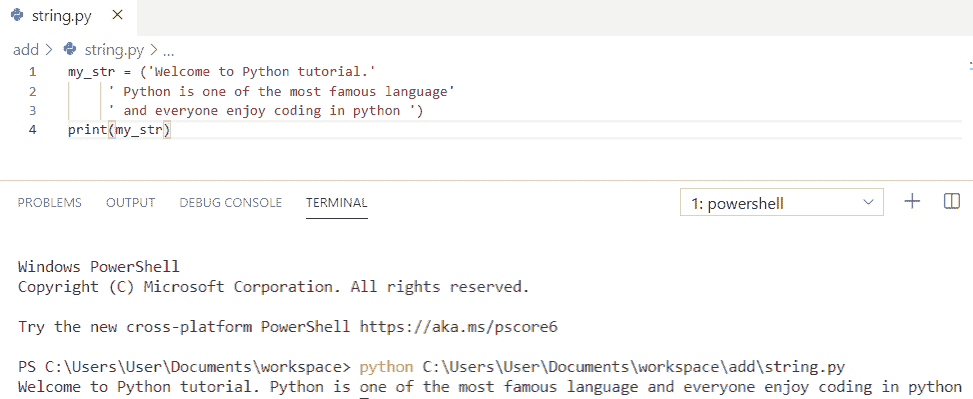 string.py ×
add > string.py > ...
1 my_str = ('Welcome to Python tutorial.'
2 ' Python is one of the most famous language'
3 ' and everyone enjoy coding in python ')
4 print(my_str)
PROBLEMS OUTPUT DEBUG CONSOLE TERMINAL 1: powershell
Windows PowerShell
Copyright (C) Microsoft Corporation. All rights reserved.
Try the new cross-platform PowerShell https://aka.ms/pscore6
PS C:\Users\User\Documents\workspace> python C:\Users\User\Documents\workspace\add\string.py
Welcome to Python tutorial. Python is one of the most famous language and everyone enjoy coding in python